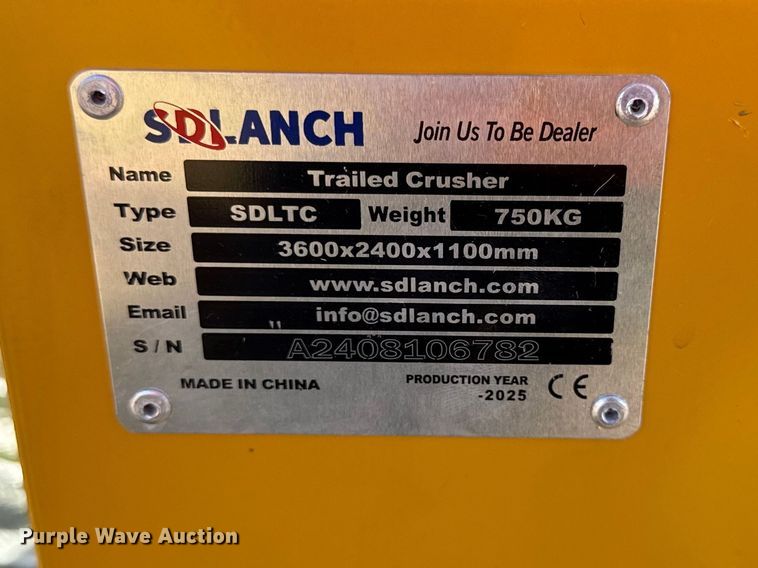 SDLANCH Join Us To Be Dealer
Name Trailed Crusher
Type SDLTC Weight 750KG
Size 3600x2400x1100mm
Web www.sdlanch.com
Email info@sdlanch.com
S / N A2408106782
MADE IN CHINA PRODUCTION YEAR CE
-2025
Purple Wave Auction